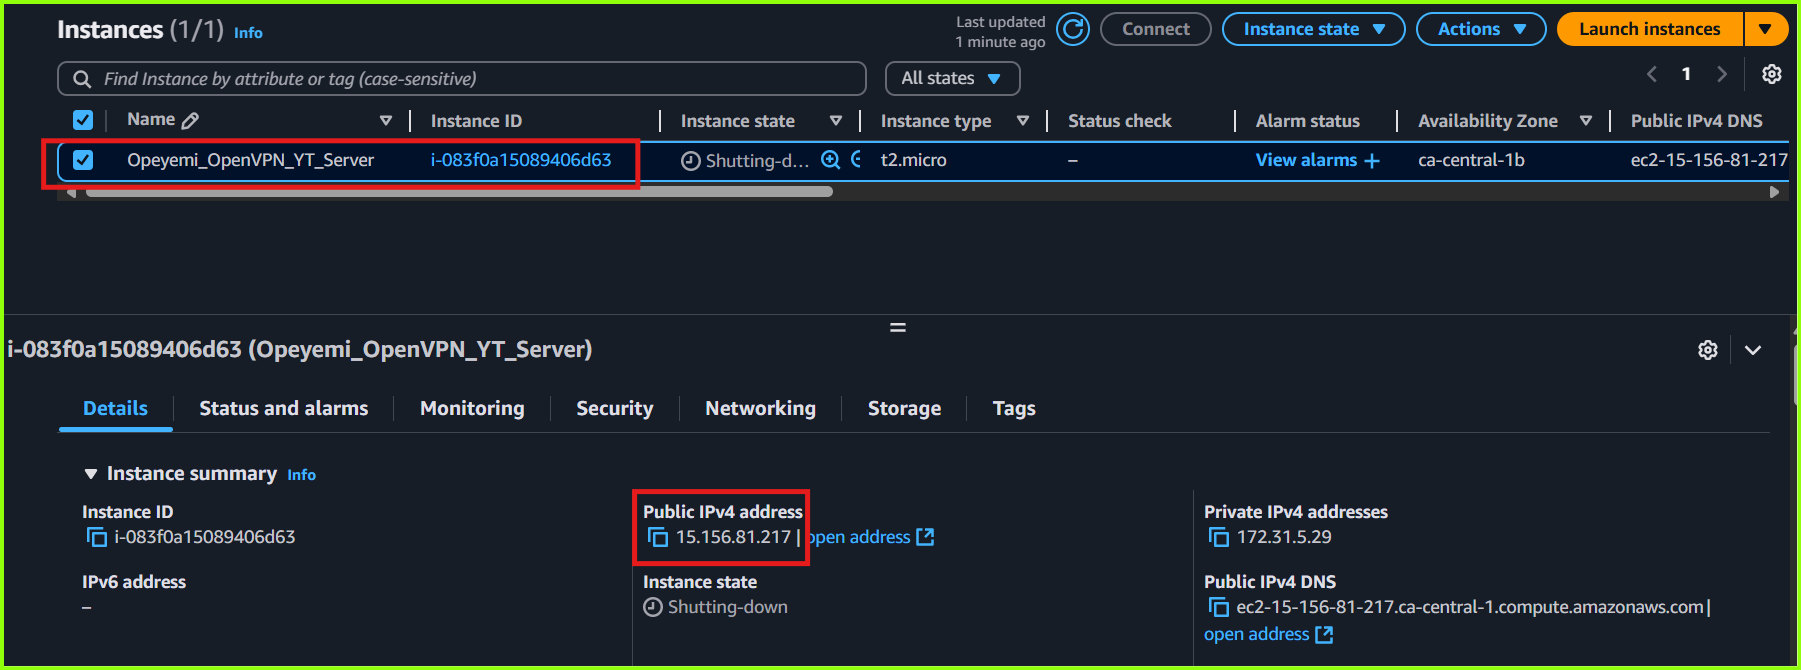 Instances (1/1) Info
Last updated
1 minute ago
Connect
Instance state
Actions
Launch instances
Find Instance by attribute or tag (case-sensitive)
All states
1
Name Instance ID Instance state Instance type Status check Alarm status Availability Zone Public IPv4 DNS
Opeyemi_OpenVPN_YT_Server i-083f0a15089406d63 Shutting-d... t2.micro – View alarms + ca-central-1b ec2-15-156-81-217
i-083f0a15089406d63 (Opeyemi_OpenVPN_YT_Server)
Details Status and alarms Monitoring Security Networking Storage Tags
Instance summary Info
Instance ID
i-083f0a15089406d63
Public IPv4 address
15.156.81.217 | open address
Private IPv4 addresses
172.31.5.29
IPv6 address
–
Instance state
Shutting-down
Public IPv4 DNS
ec2-15-156-81-217.ca-central-1.compute.amazonaws.com |
open address